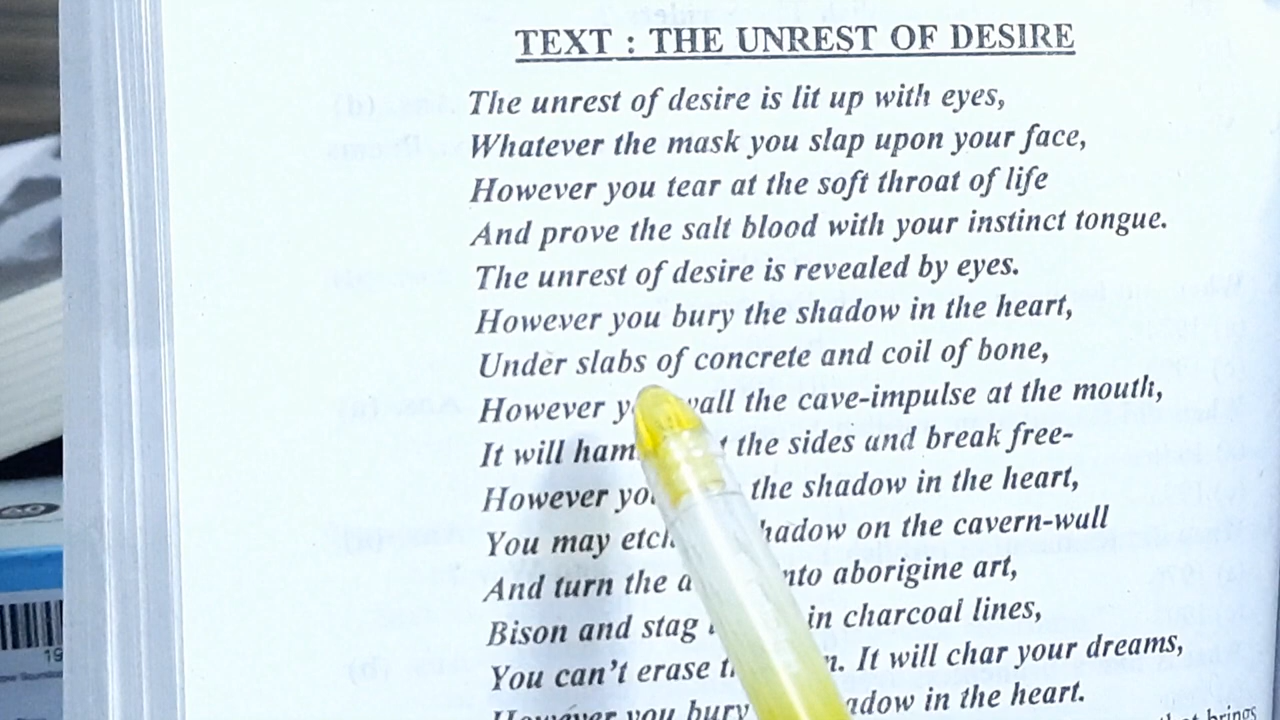 TEXT : THE UNREST OF DESIRE
The unrest of desire is lit up with eyes,
Whatever the mask you slap upon your face,
However you tear at the soft throat of life
And prove the salt blood with your instinct tongue.
The unrest of desire is revealed by eyes.
However you bury the shadow in the heart,
Under slabs of concrete and coil of bone,
However wall the cave-impulse at the mouth,
It will the sides and break free-
However the shadow in the heart,
You may etch on the cavern-wall
And turn the aborigine art,
Bison and stag in charcoal lines,
You can't erase It will char your dreams,
However you bury in the heart.
brings
19